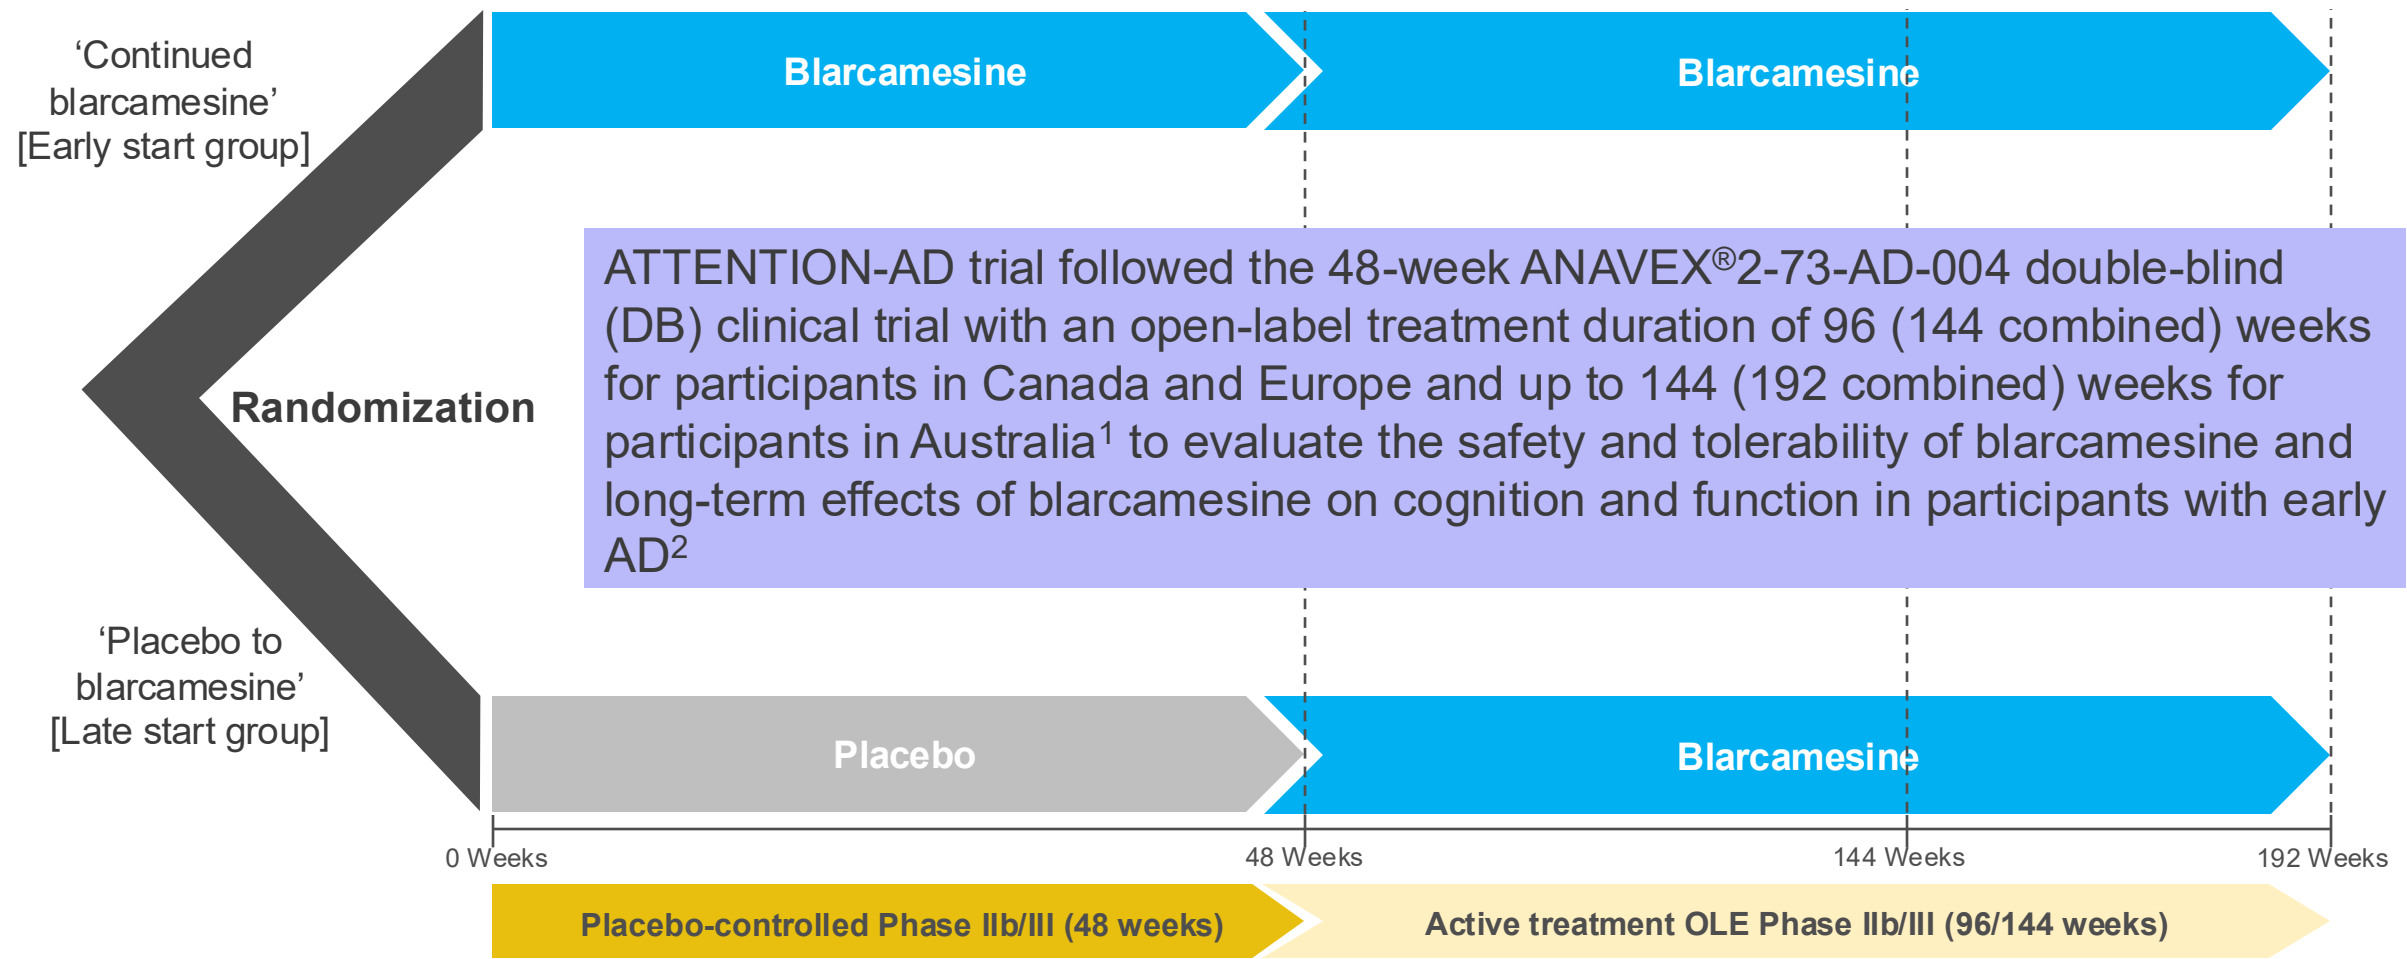 ‘Continued
blarcamesine’
[Early start group]
Blarcamesine
Blarcamesine
ATTENTION-AD trial followed the 48-week ANAVEX®2-73-AD-004 double-blind
(DB) clinical trial with an open-label treatment duration of 96 (144 combined) weeks
for participants in Canada and Europe and up to 144 (192 combined) weeks for
participants in Australia¹ to evaluate the safety and tolerability of blarcamesine and
long-term effects of blarcamesine on cognition and function in participants with early
AD²
Randomization
‘Placebo to
blarcamesine’
[Late start group]
Placebo
Blarcamesine
0 Weeks
48 Weeks
144 Weeks
192 Weeks
Placebo-controlled Phase IIb/III (48 weeks)
Active treatment OLE Phase IIb/III (96/144 weeks)